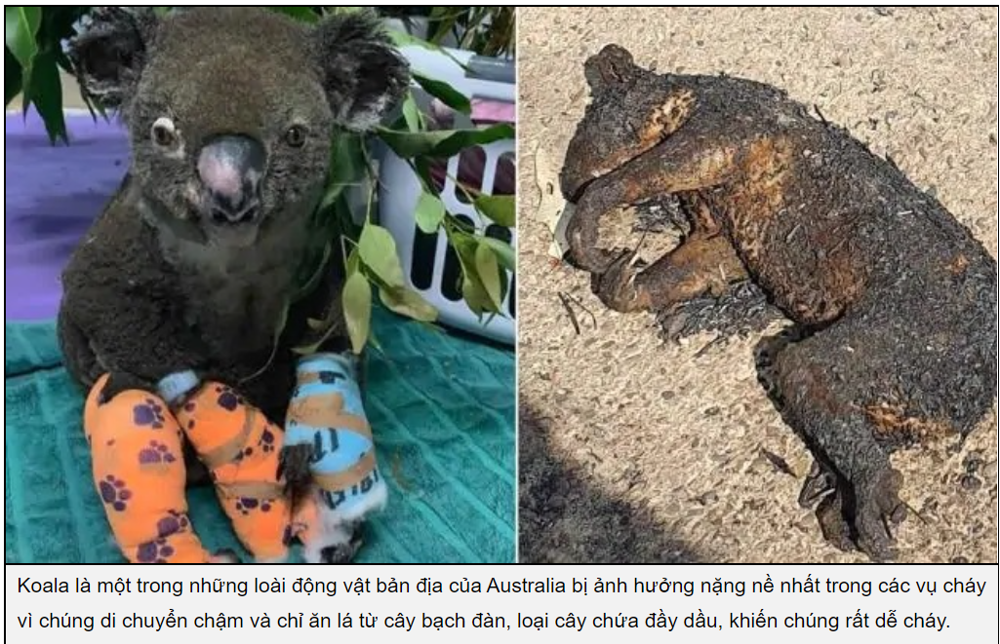 Koala là một trong những loài động vật bản địa của Australia bị ảnh hưởng nặng nề nhất trong các vụ cháy
vì chúng di chuyển chậm và chỉ ăn lá từ cây bạch đàn, loại cây chứa đầy dầu, khiến chúng rất dễ cháy.